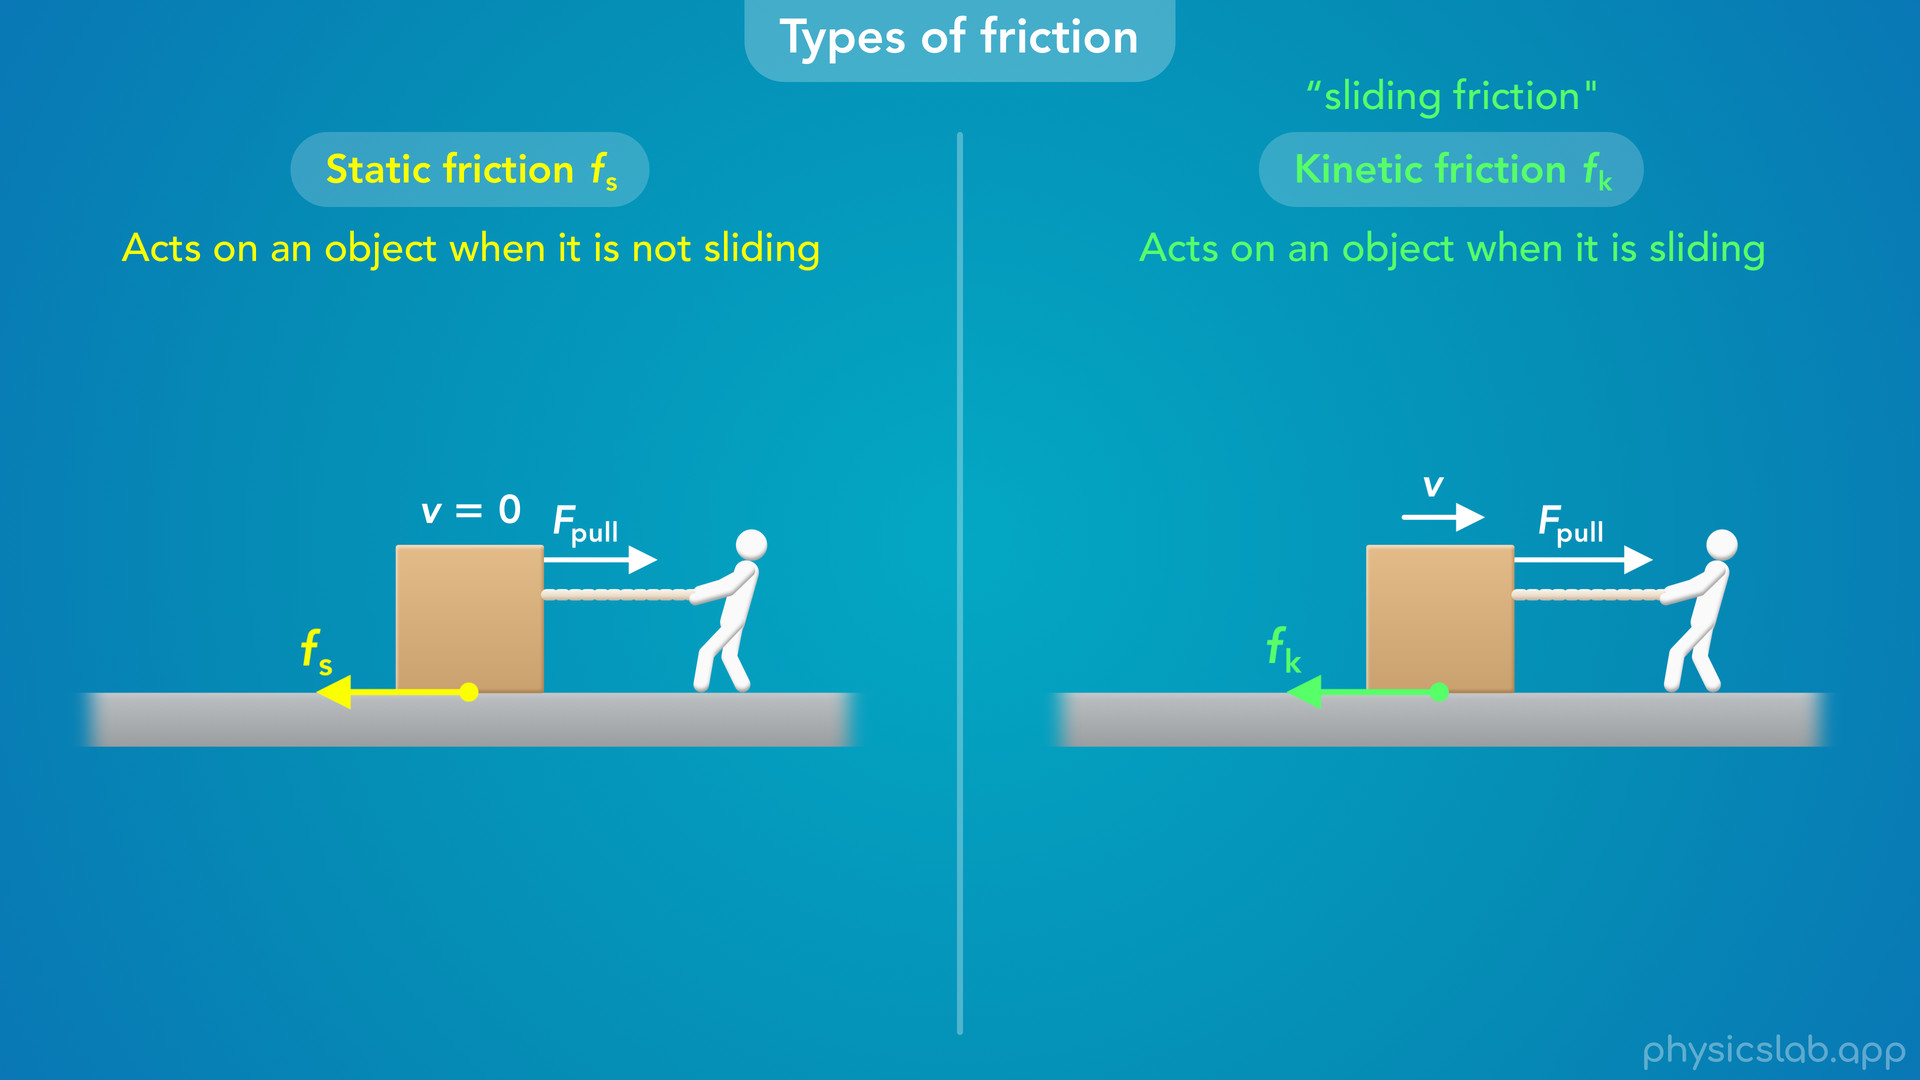 Types of friction
Static friction fs
Acts on an object when it is not sliding
v = 0
Fpull
fs
“sliding friction"
Kinetic friction fk
Acts on an object when it is sliding
v
Fpull
fk
physicslab.app